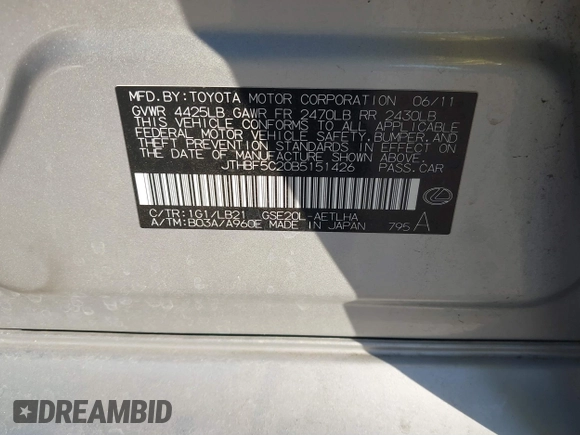 MFD. BY: TOYOTA MOTOR CORPORATION 06/11
GVWR 4425LB GAWR FR 2470LB RR 2430LB
THIS VEHICLE CONFORMS TO ALL APPLICABLE
FEDERAL MOTOR VEHICLE SAFETY BUMPER, AND
THEFT PREVENTION STANDARDS IN EFFECT ON
THE DATE OF MANUFACTURE SHOWN ABOVE.
JTHBF5C20B5151426 PASS. CAR
C/TR: 1G1/LB21 GSE20L-AETLHA
A/TM: B03A/A960E MADE IN JAPAN 795 A
DREAMBID